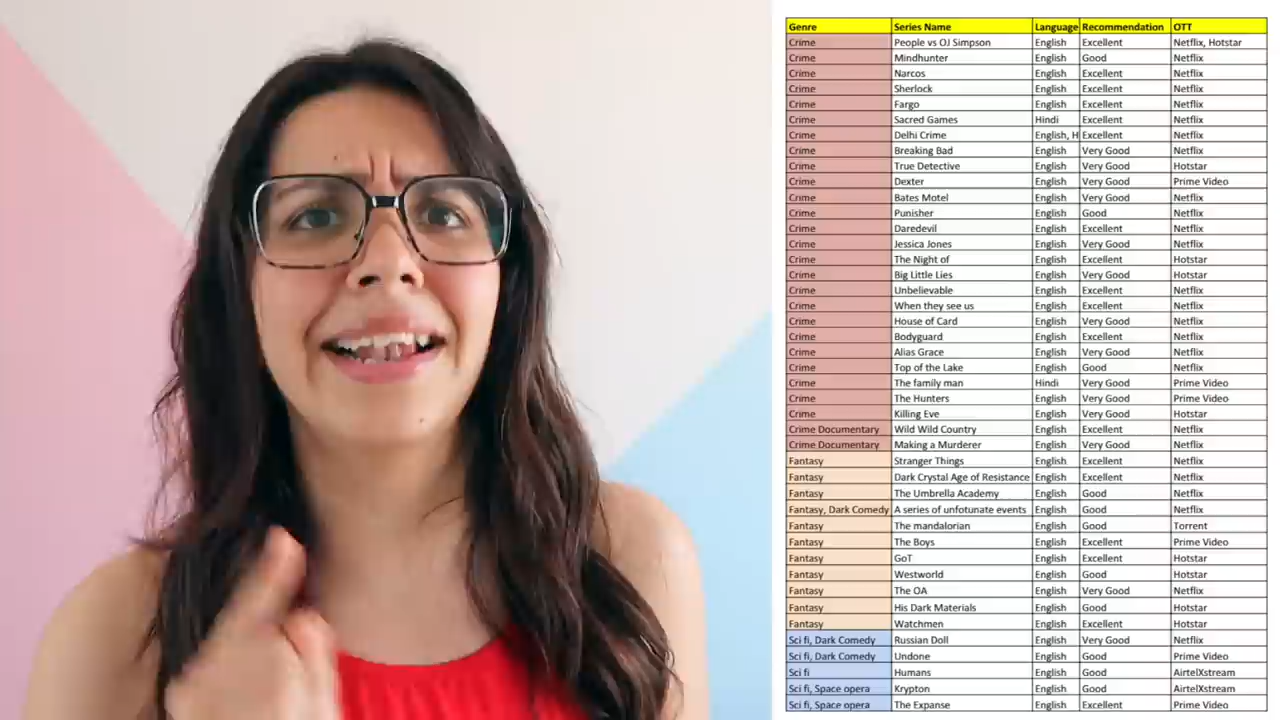 Genre Series Name Language Recommendation OTT
Crime People vs OJ Simpson English Excellent Netflix, Hotstar
Crime Mindhunter English Good Netflix
Crime Narcos English Excellent Netflix
Crime Sherlock English Excellent Netflix
Crime Fargo English Excellent Netflix
Crime Sacred Games Hindi Excellent Netflix
Crime Delhi Crime English, H Excellent Netflix
Crime Breaking Bad English Very Good Netflix
Crime True Detective English Very Good Hotstar
Crime Dexter English Very Good Prime Video
Crime Bates Motel English Very Good Netflix
Crime Punisher English Good Netflix
Crime Daredevil English Excellent Netflix
Crime Jessica Jones English Very Good Netflix
Crime The Night of English Excellent Hotstar
Crime Big Little Lies English Very Good Hotstar
Crime Unbelievable English Excellent Netflix
Crime When they see us English Excellent Netflix
Crime House of Card English Very Good Netflix
Crime Bodyguard English Excellent Netflix
Crime Alias Grace English Very Good Netflix
Crime Top of the Lake English Good Netflix
Crime The family man Hindi Very Good Prime Video
Crime The Hunters English Very Good Prime Video
Crime Killing Eve English Very Good Hotstar
Crime Documentary Wild Wild Country English Excellent Netflix
Crime Documentary Making a Murderer English Very Good Netflix
Fantasy Stranger Things English Excellent Netflix
Fantasy Dark Crystal Age of Resistance English Excellent Netflix
Fantasy The Umbrella Academy English Good Netflix
Fantasy, Dark Comedy A series of unfotunate events English Good Netflix
Fantasy The mandalorian English Good Torrent
Fantasy The Boys English Excellent Prime Video
Fantasy GoT English Excellent Hotstar
Fantasy Westworld English Good Hotstar
Fantasy The OA English Very Good Netflix
Fantasy His Dark Materials English Good Hotstar
Fantasy Watchmen English Excellent Hotstar
Sci fi, Dark Comedy Russian Doll English Very Good Netflix
Sci fi, Dark Comedy Undone English Good Prime Video
Sci fi Humans English Good AirtelXstream
Sci fi, Space opera Krypton English Good AirtelXstream
Sci fi, Space opera The Expanse English Excellent Prime Video